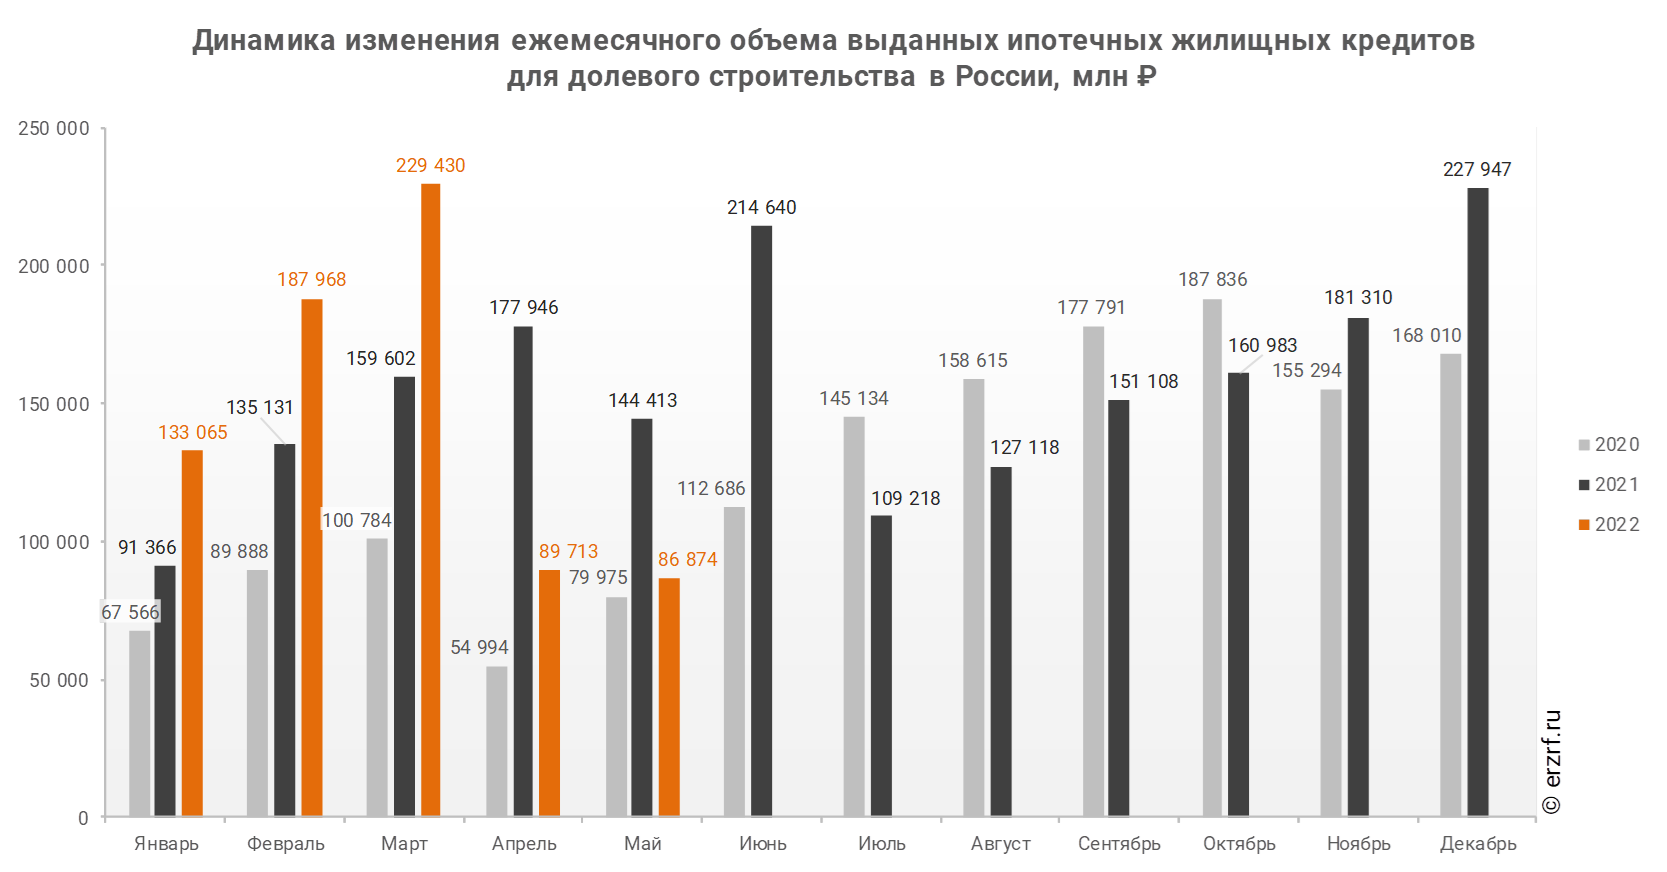 Динамика изменения ежемесячного объема выданных ипотечных жилищных кредитов
для долевого строительства в России, млн ₽
250 000
200 000
150 000
100 000
50 000
0
67 566
91 366
133 065
89 888
135 131
187 968
100 784
159 602
229 430
54 994
177 946
89 713
79 975
144 413
86 874
112 686
214 640
145 134
109 218
158 615
127 118
177 791
151 108
187 836
160 983
155 294
181 310
168 010
227 947
Январь
Февраль
Март
Апрель
Май
Июнь
Июль
Август
Сентябрь
Октябрь
Ноябрь
Декабрь
2020
2021
2022
© erzrf.ru